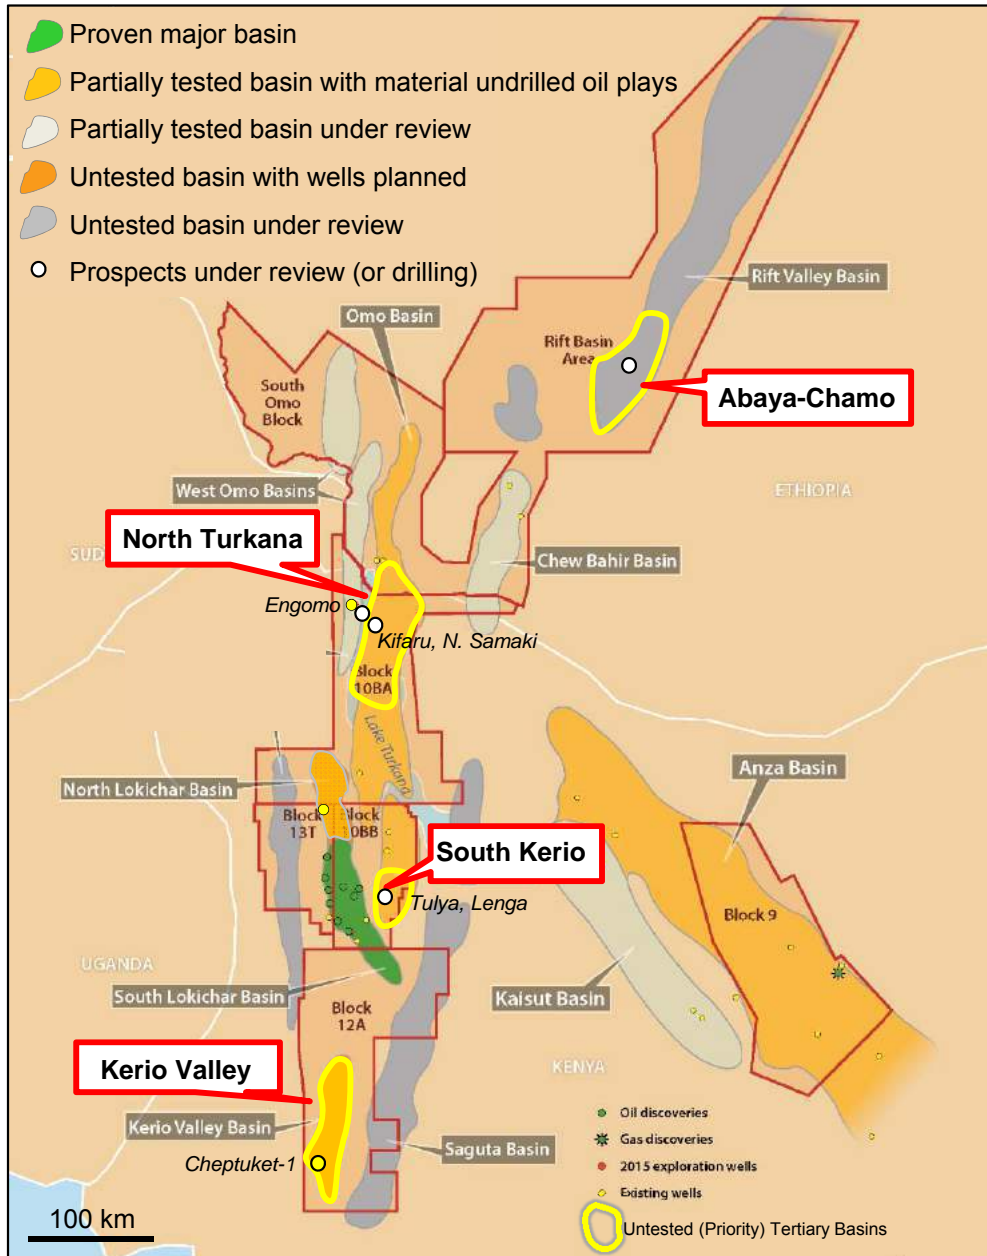 Proven major basin
Partially tested basin with material undrilled oil plays
Partially tested basin under review
Untested basin with wells planned
Untested basin under review
Prospects under review (or drilling)
Rift Valley Basin
Omo Basin
Rift Basin
Area
South
Omo
Block
Abaya-Chamo
West Omo Basins
ETHIOPIA
North Turkana
SUD
Chew Bahir Basin
Engomo
Kifaru, N. Samaki
Block
10BA
Lake Turkana
North Lokichar Basin
Anza Basin
Block
13T
Block
10BB
South Kerio
Tulya, Lenga
Block 9
UGANDA
South Lokichar Basin
Kaisut Basin
Block
12A
Kerio Valley
KENYA
Kerio Valley Basin
Saguta Basin
Cheptuket-1
Oil discoveries
Gas discoveries
2015 exploration wells
Existing wells
Untested (Priority) Tertiary Basins
100 km